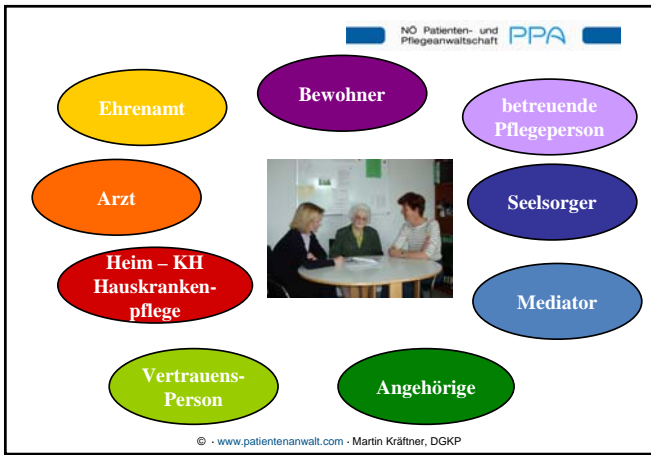 NÖ Patienten- und
Pflegeanwaltschaft PPA
Ehrenamt
Bewohner
betreuende
Pflegeperson
Arzt
Seelsorger
Heim – KH
Hauskranken-
pflege
Mediator
Vertrauens-
Person
Angehörige
© - www.patientenanwalt.com - Martin Kräftner, DGKP